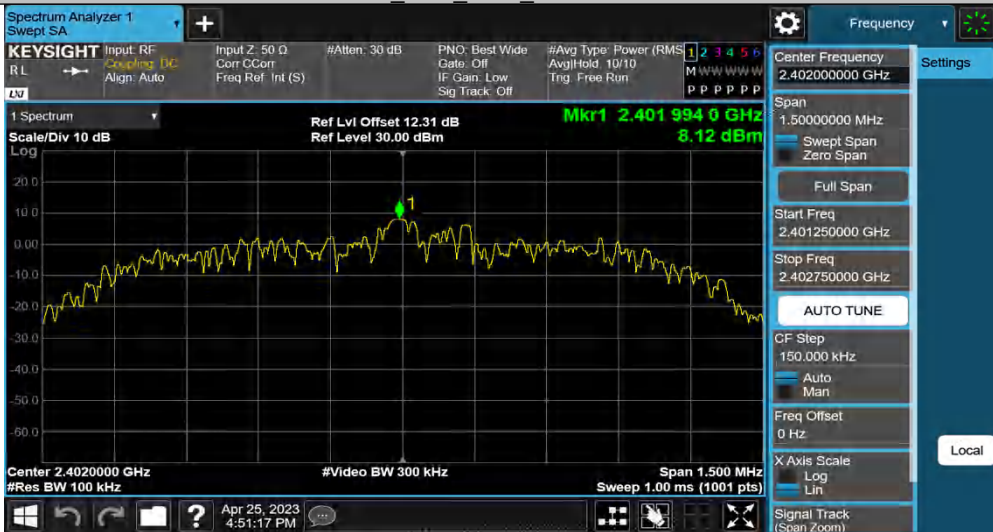 Spectrum Analyzer 1
Swept SA
+
Frequency
KEYSIGHT
RL
LXI
Input: RF
Coupling: DC
Align: Auto
Input Z: 50 Ω
Corr CCorr
Freq Ref: Int (S)
#Atten: 30 dB
PNO: Best Wide
Gate: Off
IF Gain: Low
Sig Track: Off
#Avg Type: Power (RMS
Avg|Hold: 10/10
Trig: Free Run
1 2 3 4 5 6
M W W W W W
P P P P P P
1 Spectrum
Scale/Div 10 dB
Log
Ref Lvl Offset 12.31 dB
Ref Level 30.00 dBm
Mkr1 2.401 994 0 GHz
8.12 dBm
20.0
10.0
0.00
-10.0
-20.0
-30.0
-40.0
-50.0
-60.0
1
Center 2.4020000 GHz
#Res BW 100 kHz
#Video BW 300 kHz
Span 1.500 MHz
Sweep 1.00 ms (1001 pts)
Center Frequency
2.402000000 GHz
Settings
Span
1.50000000 MHz
Swept Span
Zero Span
Full Span
Start Freq
2.401250000 GHz
Stop Freq
2.402750000 GHz
AUTO TUNE
CF Step
150.000 kHz
Auto
Man
Freq Offset
0 Hz
Local
X Axis Scale
Log
Lin
Signal Track
(Span Zoom)
?
Apr 25, 2023
4:51:17 PM